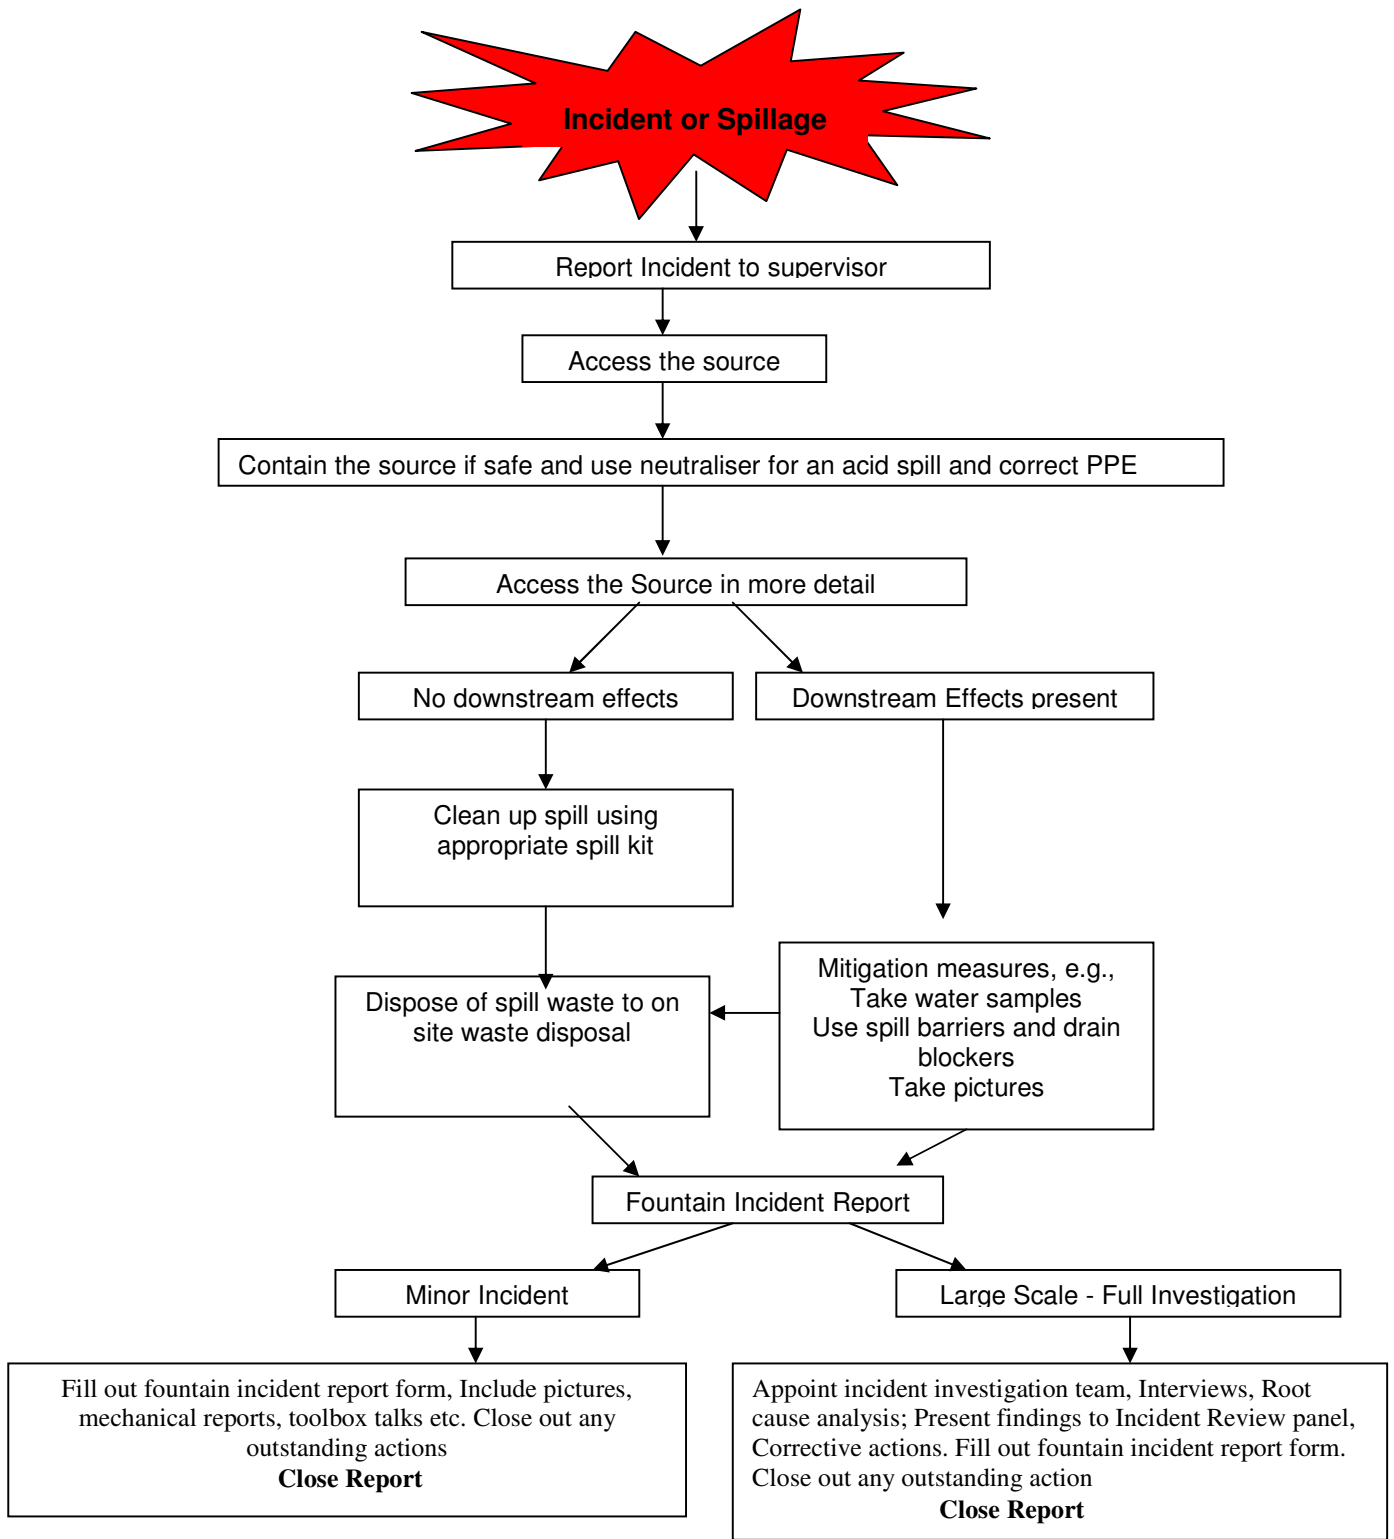 Incident or Spillage
Report Incident to supervisor
Access the source
Contain the source if safe and use neutraliser for an acid spill and correct PPE
Access the Source in more detail
No downstream effects
Downstream Effects present
Clean up spill using
appropriate spill kit
Mitigation measures, e.g.,
Take water samples
Use spill barriers and drain
blockers
Take pictures
Dispose of spill waste to on
site waste disposal
Fountain Incident Report
Minor Incident
Large Scale - Full Investigation
Fill out fountain incident report form, Include pictures,
mechanical reports, toolbox talks etc. Close out any
outstanding actions
Close Report
Appoint incident investigation team, Interviews, Root
cause analysis; Present findings to Incident Review panel,
Corrective actions. Fill out fountain incident report form.
Close out any outstanding action
Close Report